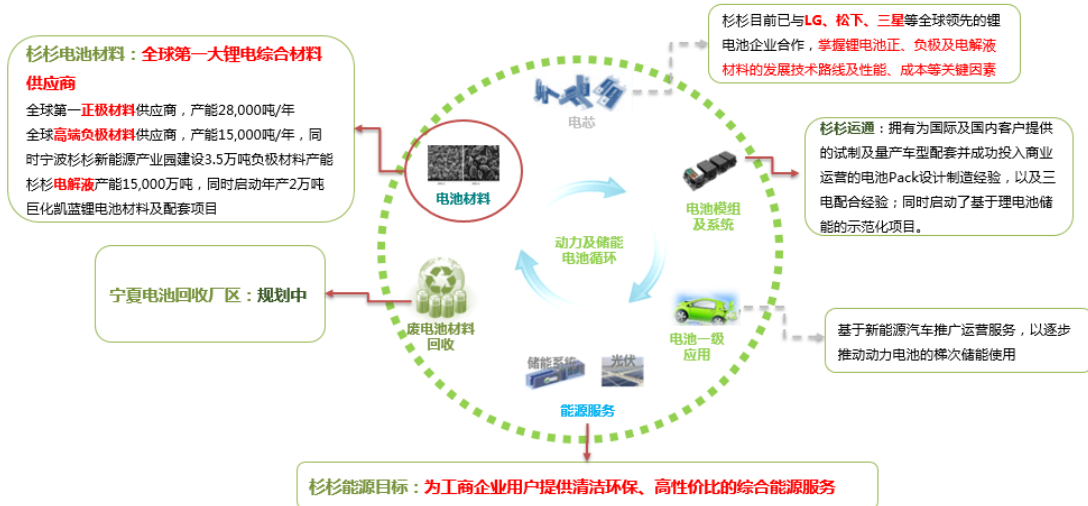 杉杉电池材料：全球第一大锂电综合材料
供应商
全球第一正极材料供应商，产能28,000吨/年
全球高端负极材料供应商，产能15,000吨/年，同
时宁波杉杉新能源产业园建设3.5万吨负极材料产能
杉杉电解液产能15,000万吨，同时启动年产2万吨
巨化凯蓝锂电池材料及配套项目
杉杉目前已与LG、松下、三星等全球领先的锂
电池企业合作，掌握锂电池正、负极及电解液
材料的发展技术路线及性能、成本等关键因素
电芯
电池材料
电池模组
及系统
杉杉运通：拥有为国际及国内客户提供
的试制及量产车型配套并成功投入商业
运营的电池Pack设计制造经验，以及三
电配合经验；同时启动了基于理电池储
能的示范化项目。
动力及储能
电池循环
宁夏电池回收厂区：规划中
废电池材料
回收
电池一级
应用
基于新能源汽车推广运营服务，以逐步
推动动力电池的梯次储能使用
储能系统
光伏
能源服务
杉杉能源目标：为工商企业用户提供清洁环保、高性价比的综合能源服务